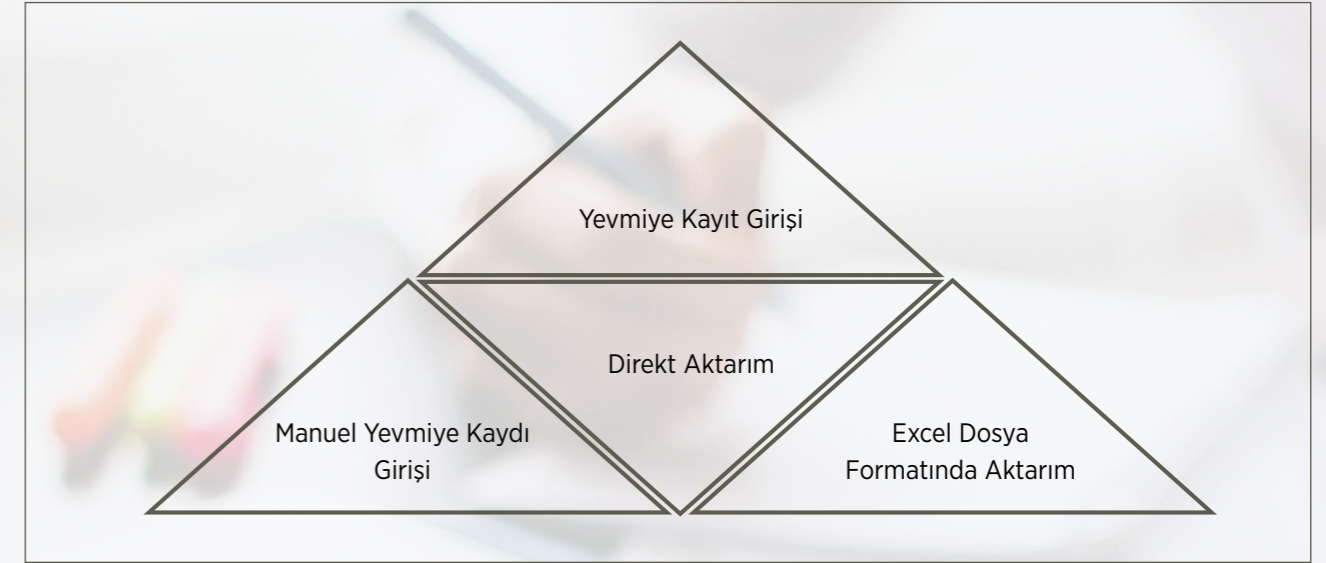 Yevmiye Kayıt Girişi
Direkt Aktarım
Manuel Yevmiye Kaydı
Girişi
Excel Dosya
Formatında Aktarım